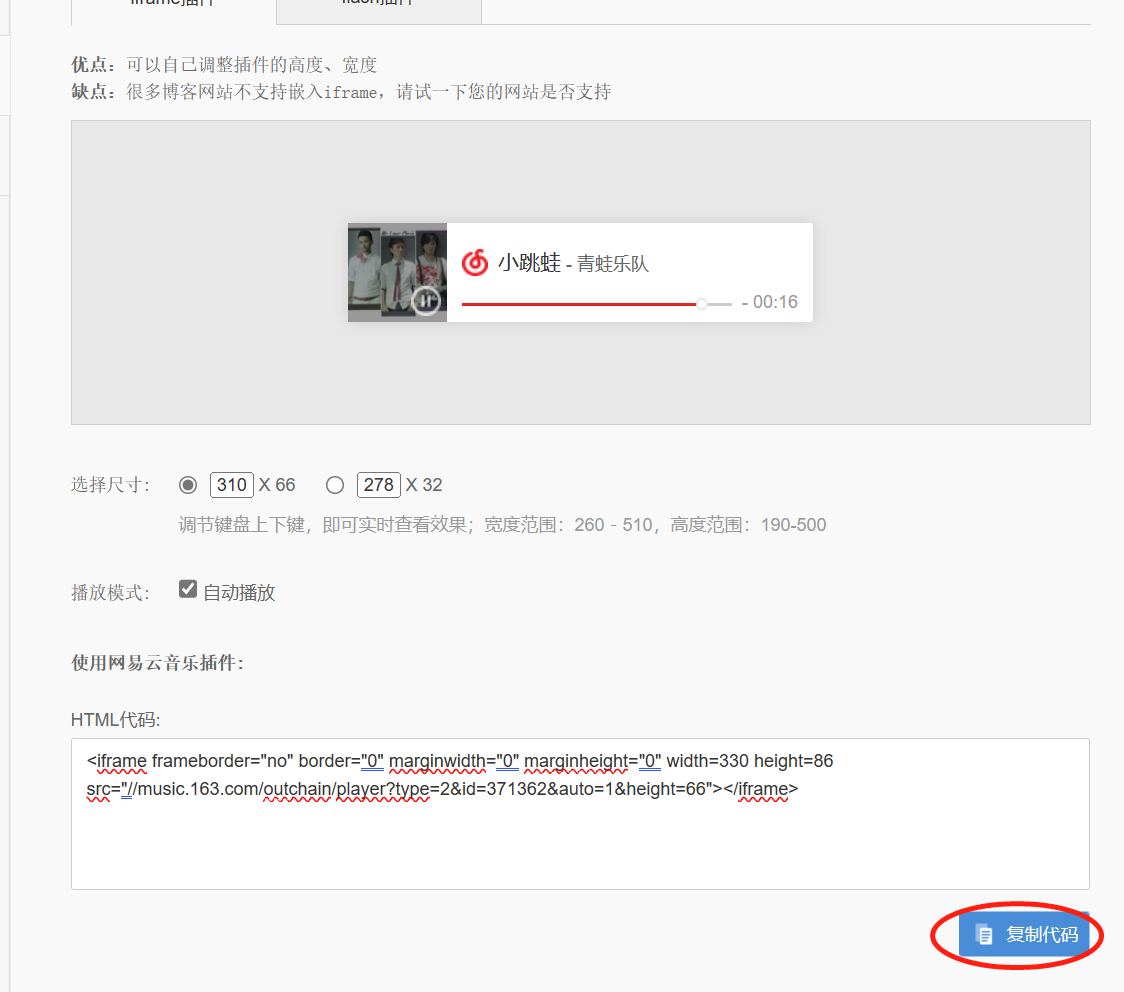 iframe插件
flash插件
优点：可以自己调整插件的高度、宽度
缺点：很多博客网站不支持嵌入iframe，请试一下您的网站是否支持
小跳蛙 - 青蛙乐队
- 00:16
选择尺寸： 310 X 66 278 X 32
调节键盘上下键，即可实时查看效果；宽度范围：260 - 510，高度范围：190-500
播放模式： 自动播放
使用网易云音乐插件：
HTML代码:
<iframe frameborder="no" border="0" marginwidth="0" marginheight="0" width=330 height=86
src="//music.163.com/outchain/player?type=2&id=371362&auto=1&height=66"></iframe>
复制代码